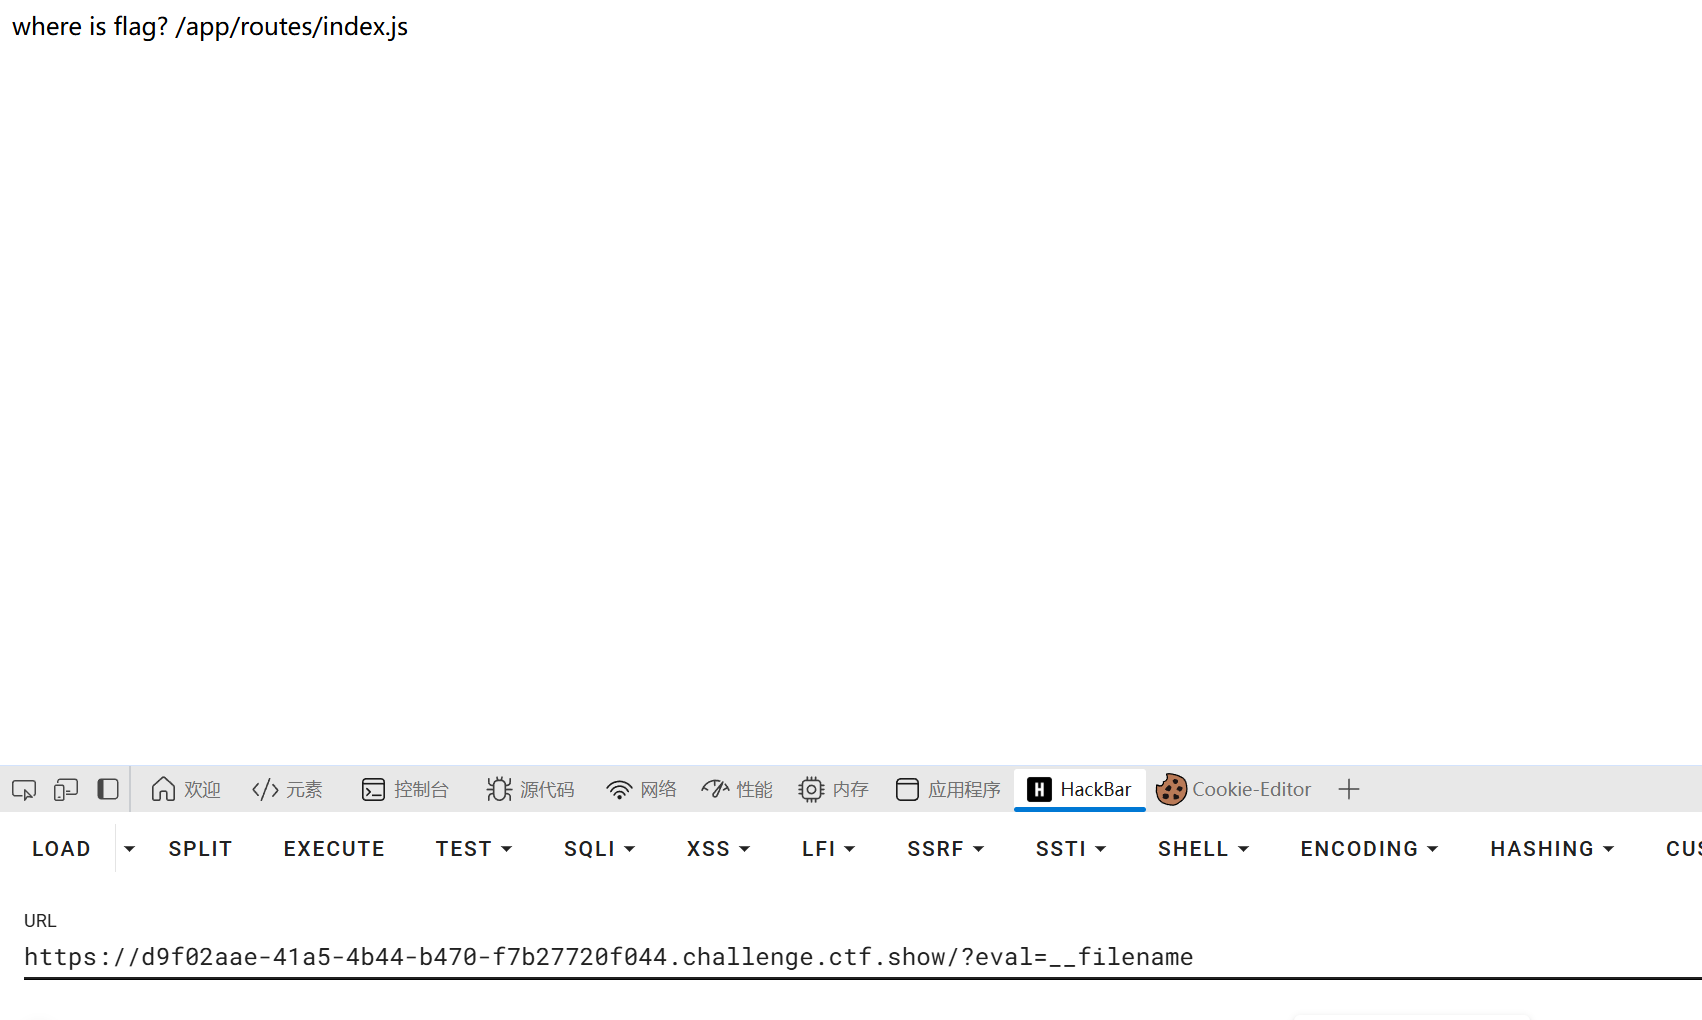 where is flag? /app/routes/index.js
欢迎 元素 控制台 源代码 网络 性能 内存 应用程序 HackBar Cookie-Editor
LOAD SPLIT EXECUTE TEST SQLI XSS LFI SSRF SSTI SHELL ENCODING HASHING CUS
URL
https://d9f02aae-41a5-4b44-b470-f7b27720f044.challenge.ctf.show/?eval=__filename